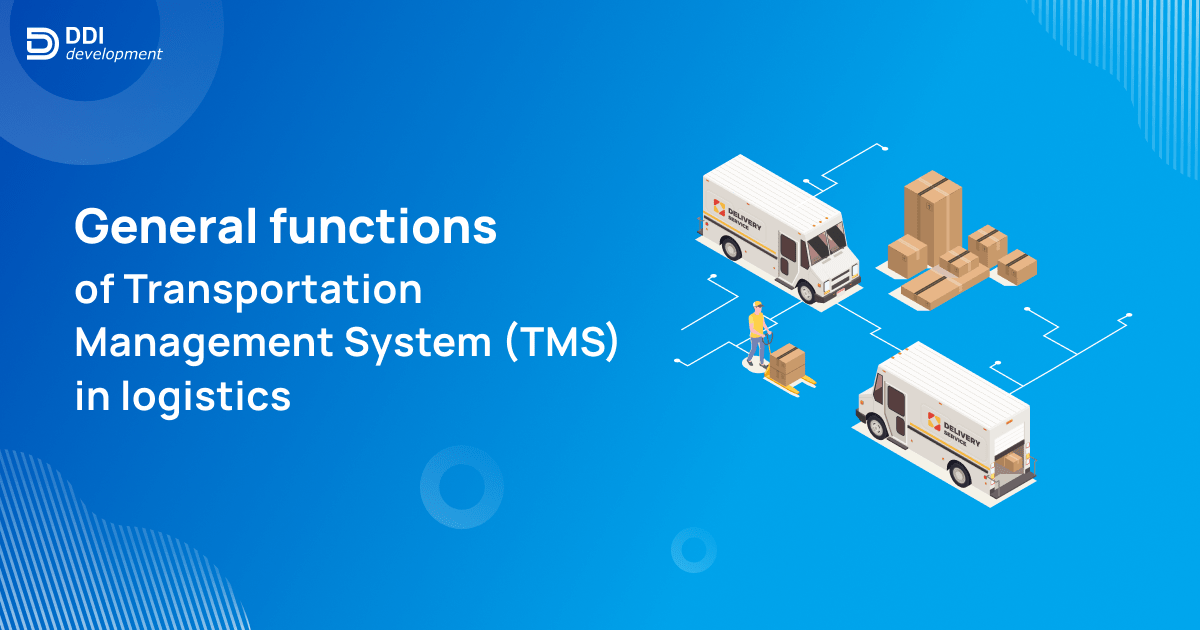 DDI
development
General functions
of Transportation
Management System (TMS)
in logistics
DELIVERY
SERVICE
DELIVERY
SERVICE